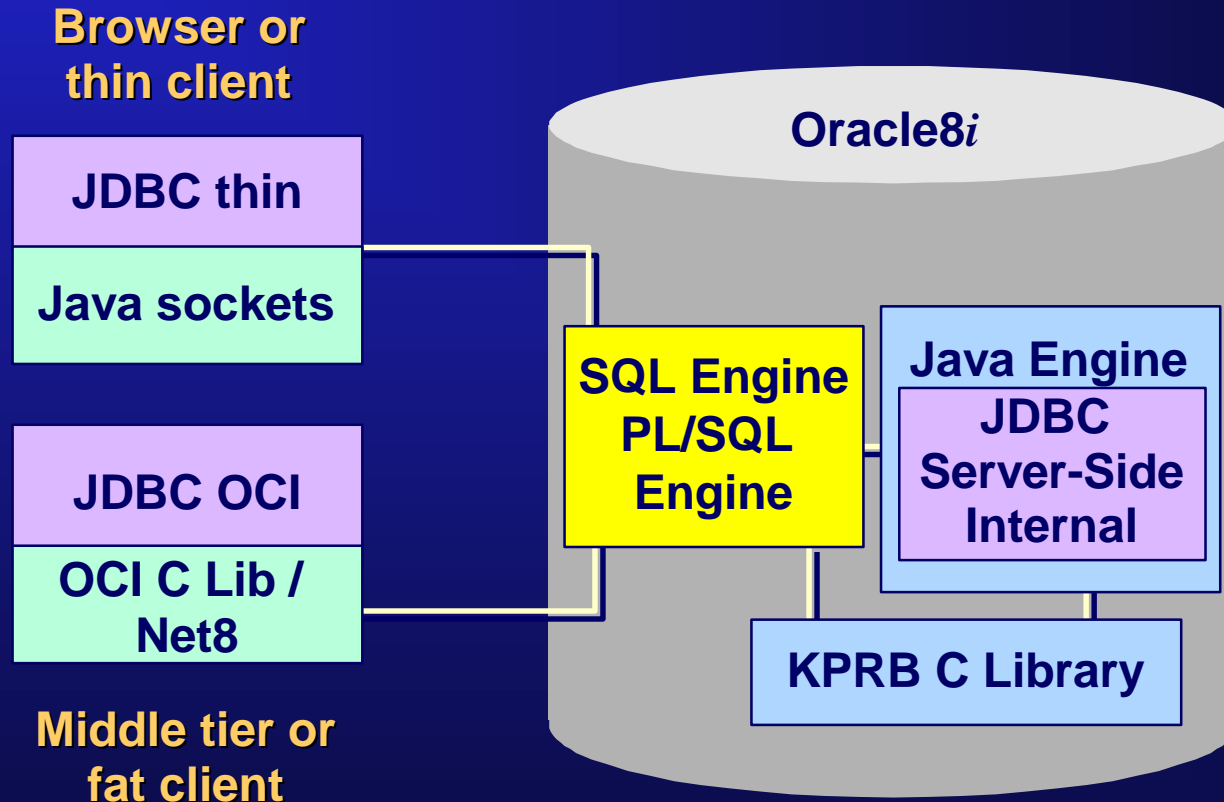 Browser or
thin client
JDBC thin
Java sockets
JDBC OCI
OCI C Lib /
Net8
Middle tier or
fat client
Oracle8i
SQL Engine
PL/SQL
Engine
Java Engine
JDBC
Server-Side
Internal
KPRB C Library